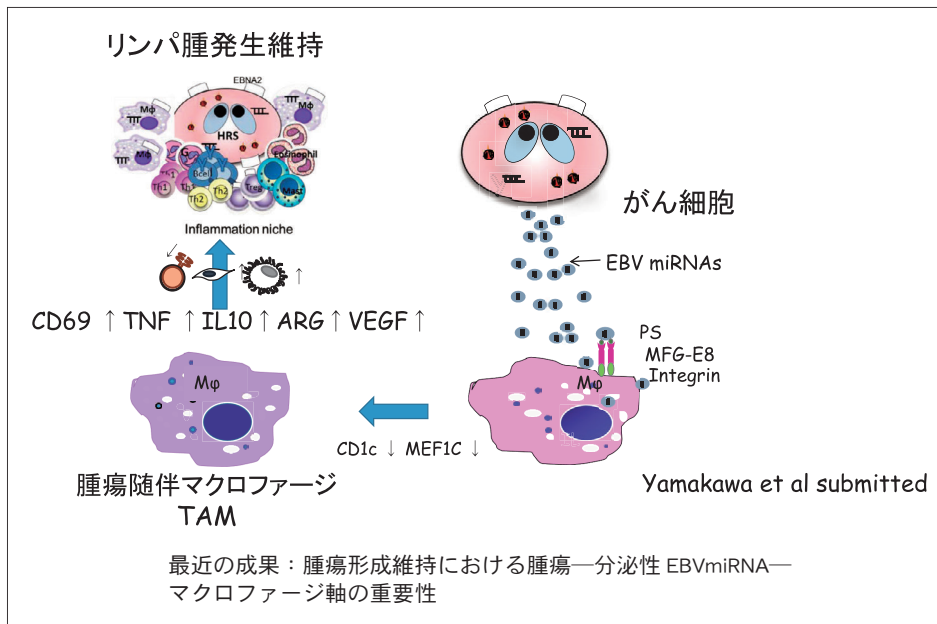 リンパ腫発生維持
EBNA2
Mφ
Mφ
HRS
Mφ
G
Eosinophil
Bcell
Th1
Th1
Th2
Th2
Treg
Mast
Inflammation niche
がん細胞
EBV miRNAs
CD69 ↑ TNF ↑ IL10 ↑ ARG ↑ VEGF ↑
PS
MFG-E8
Integrin
Mφ
Mφ
CD1c ↓ MEF1C ↓
腫瘍随伴マクロファージ
TAM
Yamakawa et al submitted
最近の成果：腫瘍形成維持における腫瘍—分泌性 EBVmiRNA—
マクロファージ軸の重要性